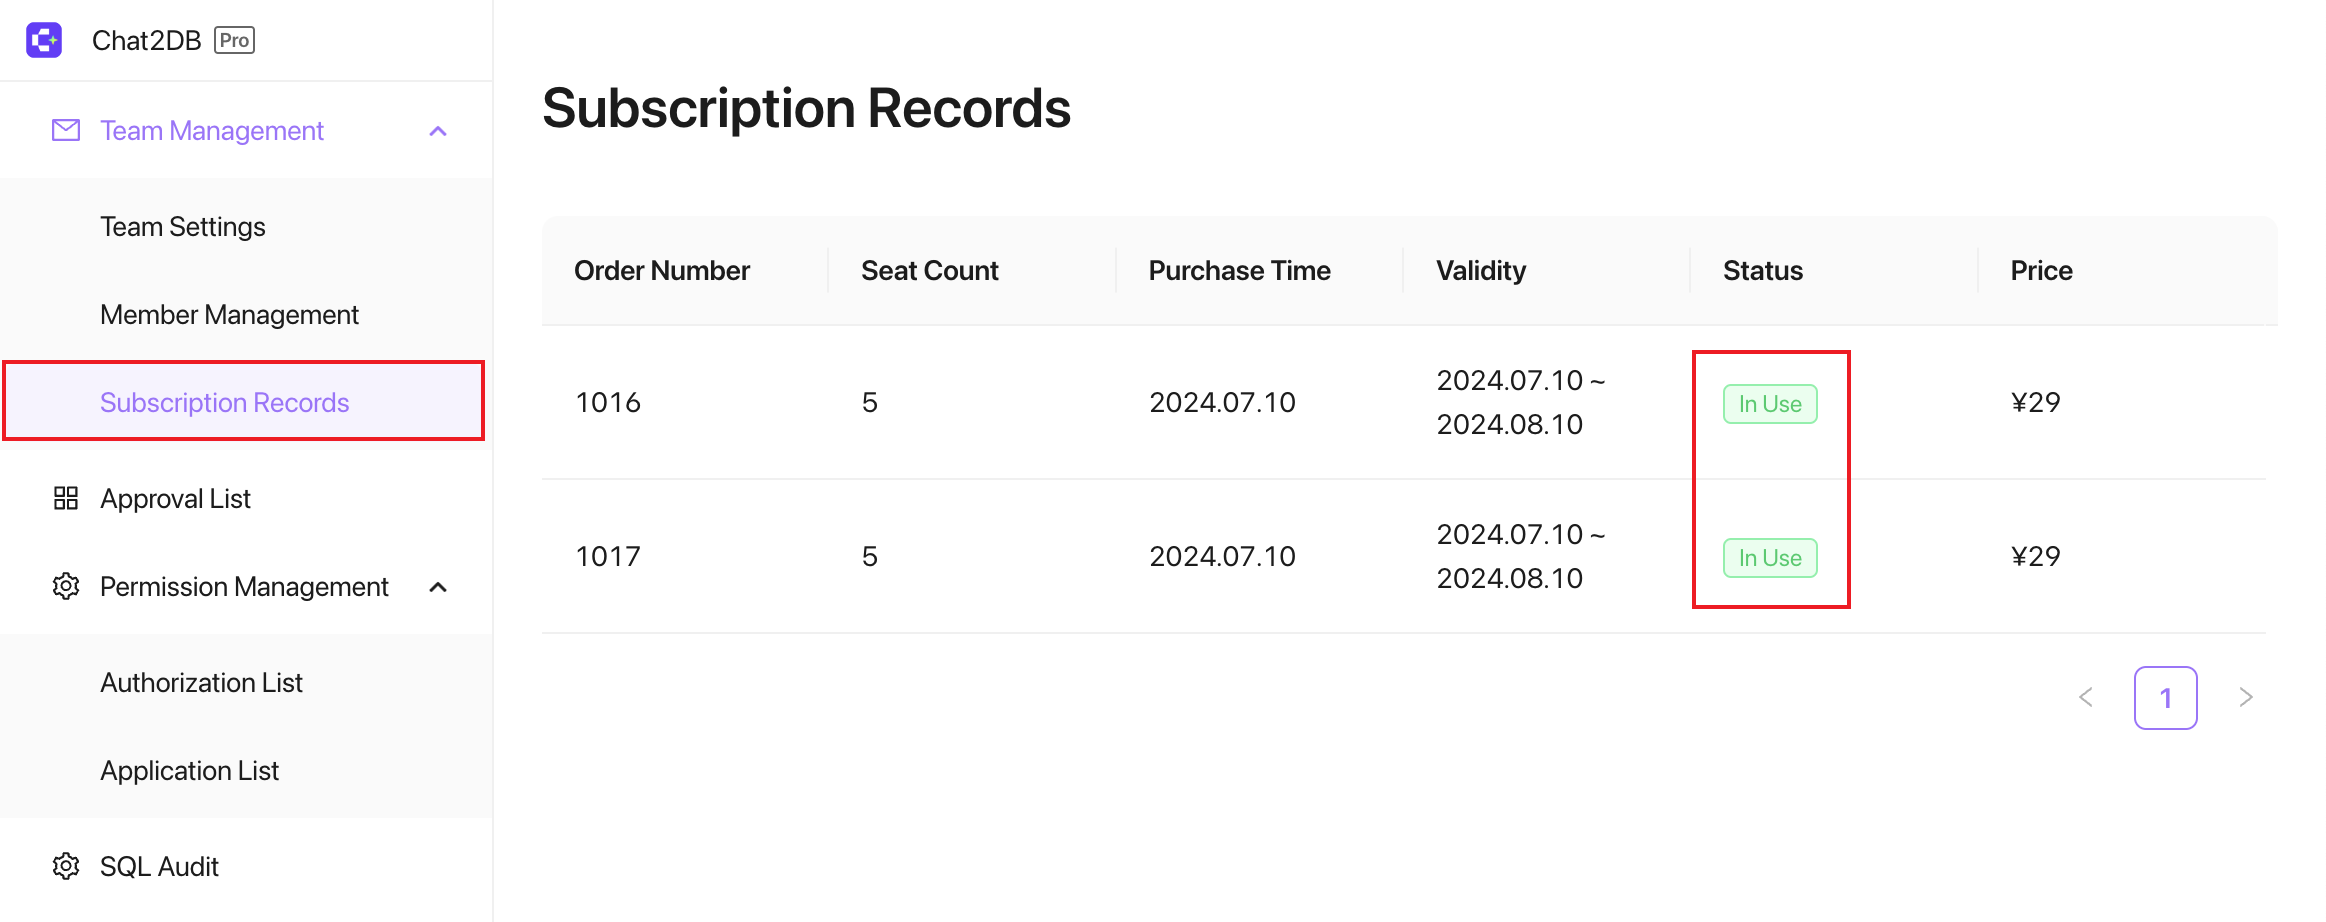 Chat2DB Pro
Team Management
Team Settings
Member Management
Subscription Records
Approval List
Permission Management
Authorization List
Application List
SQL Audit
Subscription Records
Order Number Seat Count Purchase Time Validity Status Price
1016 5 2024.07.10 2024.07.10 ~ 2024.08.10 In Use ¥29
1017 5 2024.07.10 2024.07.10 ~ 2024.08.10 In Use ¥29
< 1 >